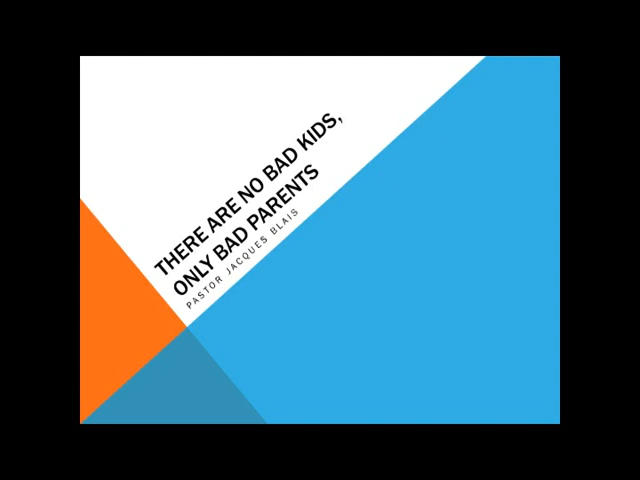 THERE ARE NO BAD KIDS,
ONLY BAD PARENTS
PASTOR JACQUES BLAIS